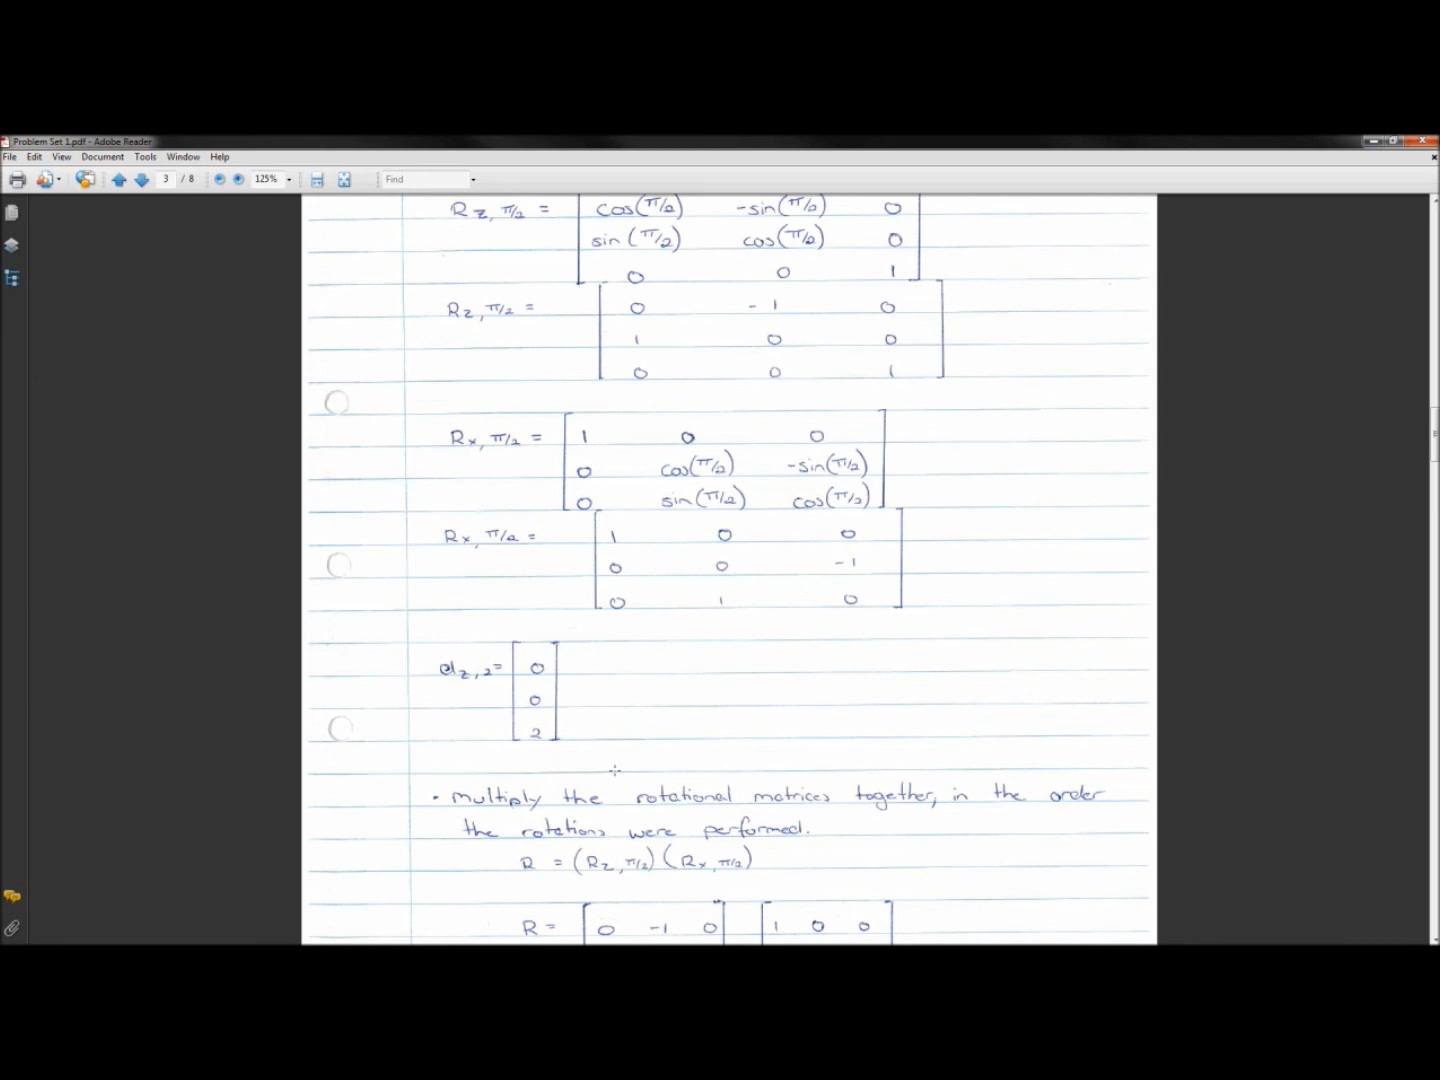 Problem Set 1.pdf - Adobe Reader
File Edit View Document Tools Window Help
3 / 8 125% Find
Rz, π/2 = cos(π/2) -sin(π/2) 0
sin(π/2) cos(π/2) 0
0 0 1
Rz, π/2 = 0 -1 0
1 0 0
0 0 1
Rx, π/2 = 1 0 0
0 cos(π/2) -sin(π/2)
0 sin(π/2) cos(π/2)
Rx, π/2 = 1 0 0
0 0 -1
0 1 0
dz, 2 = 0
0
2
• Multiply the rotational matrices together, in the order
the rotations were performed.
R = (Rz, π/2)(Rx, π/2)
R = 0 -1 0 1 0 0